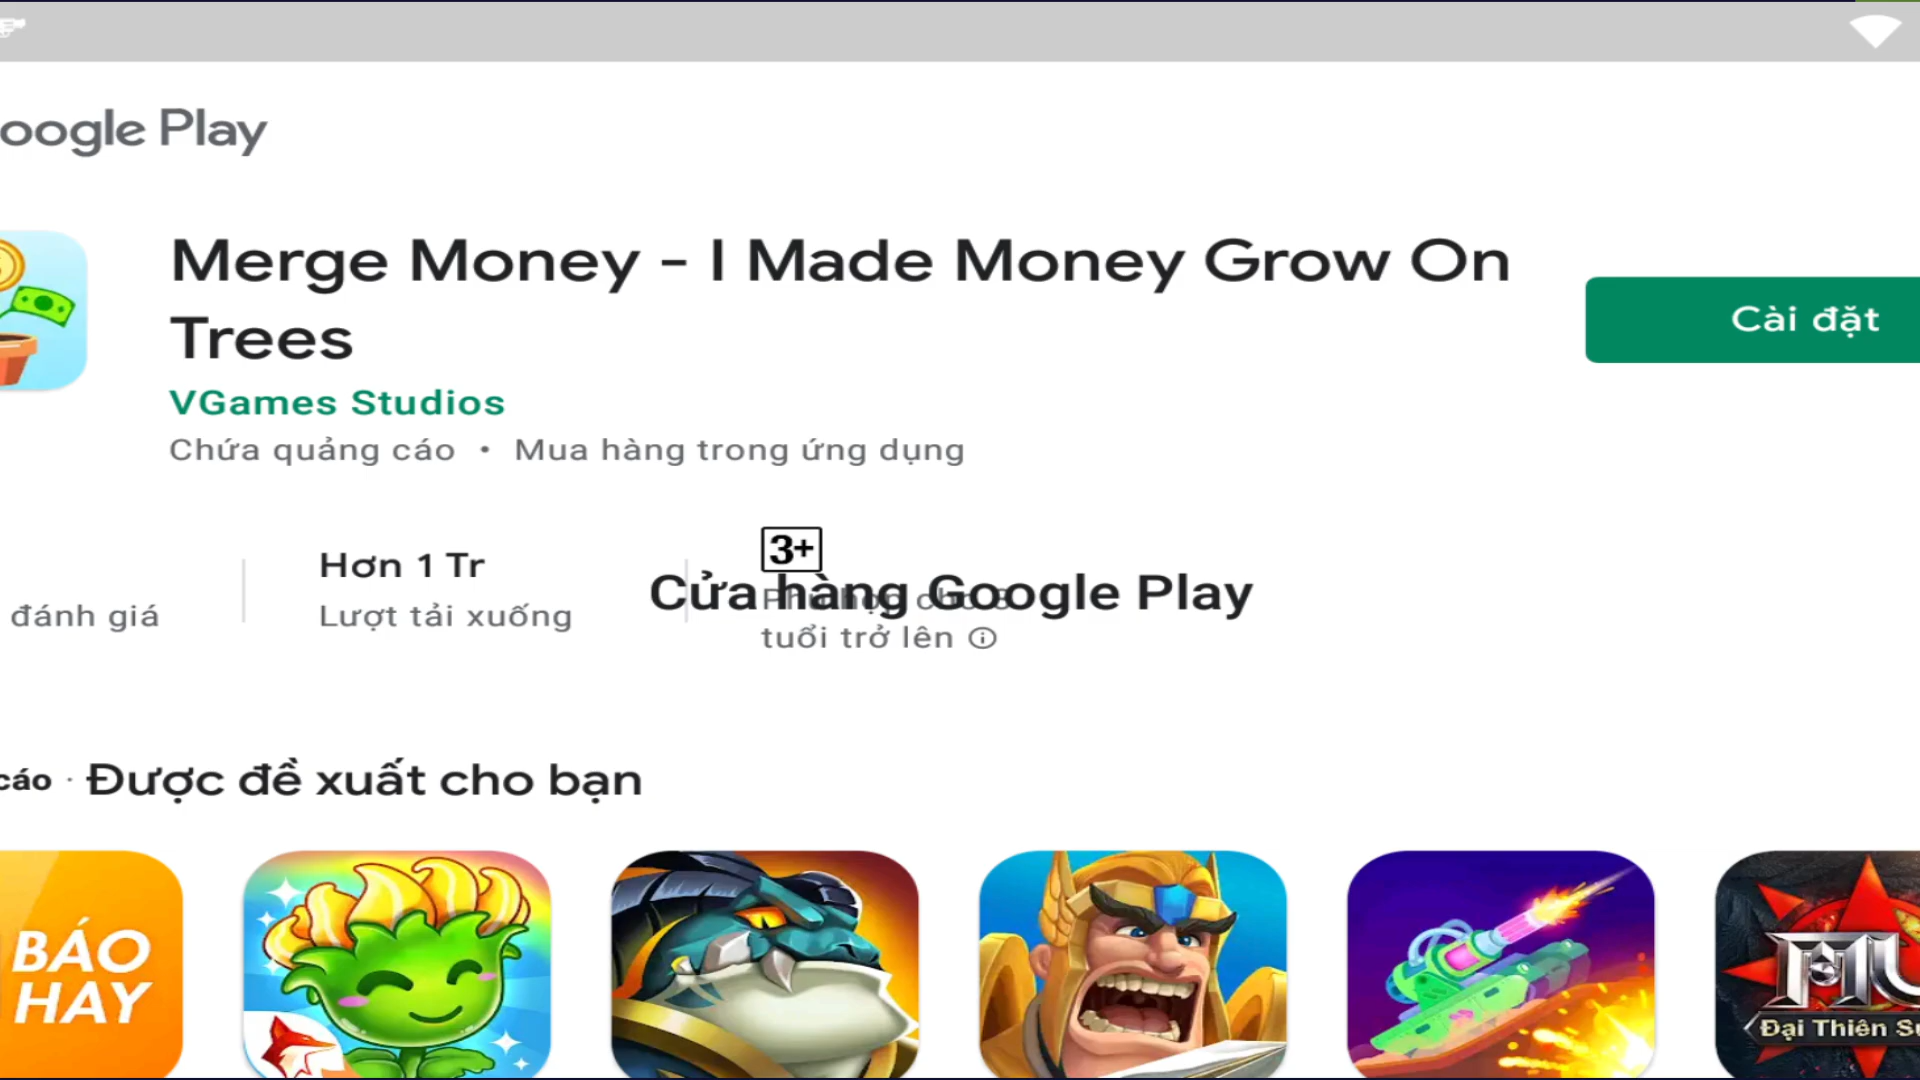 oogle Play
Merge Money - I Made Money Grow On
Trees
Cài đặt
VGames Studios
Chứa quảng cáo • Mua hàng trong ứng dụng
Hơn 1 Tr
Lượt tải xuống
đánh giá
3+
Cửa hàng Google Play
tuổi trở lên
cáo · Được đề xuất cho bạn
BÁO
HAY
MU
Đại Thiên Sứ